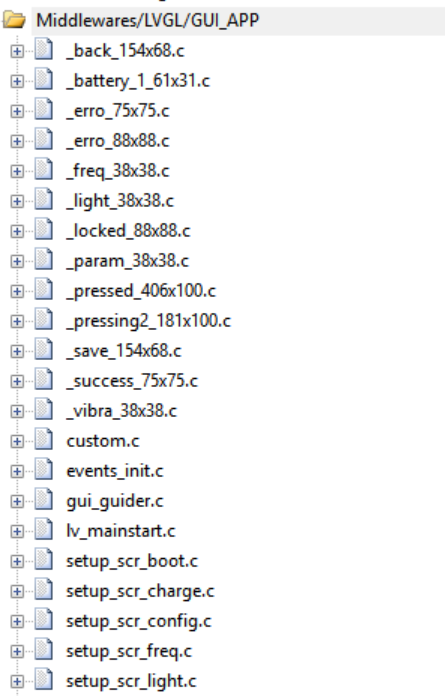 Middlewares/LVGL/GUI_APP
_back_154x68.c
_battery_1_61x31.c
_erro_75x75.c
_erro_88x88.c
_freq_38x38.c
_light_38x38.c
_locked_88x88.c
_param_38x38.c
_pressed_406x100.c
_pressing2_181x100.c
_save_154x68.c
_success_75x75.c
_vibra_38x38.c
custom.c
events_init.c
gui_guider.c
lv_mainstart.c
setup_scr_boot.c
setup_scr_charge.c
setup_scr_config.c
setup_scr_freq.c
setup_scr_light.c